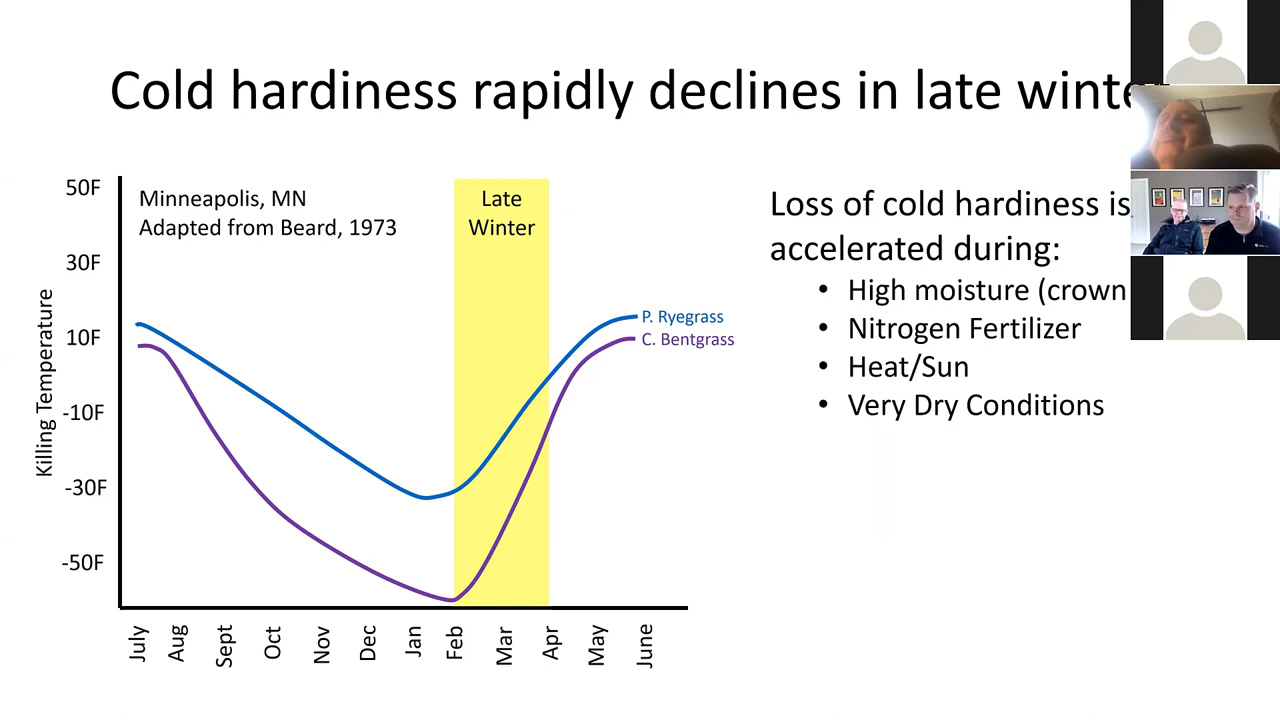 Cold hardiness rapidly declines in late winte
50F
30F
10F
-10F
-30F
-50F
Killing Temperature
Minneapolis, MN
Adapted from Beard, 1973
Late
Winter
P. Ryegrass
C. Bentgrass
July
Aug
Sept
Oct
Nov
Dec
Jan
Feb
Mar
Apr
May
June
Loss of cold hardiness is
accelerated during:
• High moisture (crown
• Nitrogen Fertilizer
• Heat/Sun
• Very Dry Conditions